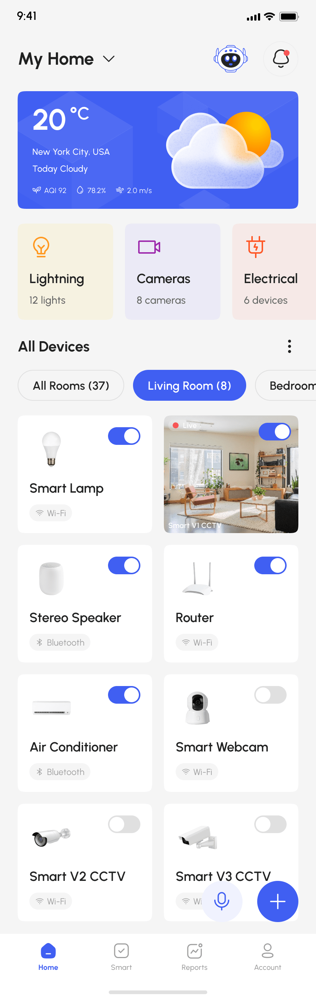 9:41
My Home
20 °C
New York City, USA
Today Cloudy
AQI 92 78.2% 2.0 m/s
Lightning
12 lights
Cameras
8 cameras
Electrical
6 devices
All Devices
All Rooms (37)
Living Room (8)
Bedroom
Smart Lamp
Wi-Fi
Live
Smart V1 CCTV
Stereo Speaker
Bluetooth
Router
Wi-Fi
Air Conditioner
Bluetooth
Smart Webcam
Wi-Fi
Smart V2 CCTV
Wi-Fi
Smart V3 CCTV
Wi
Home
Smart
Reports
Account